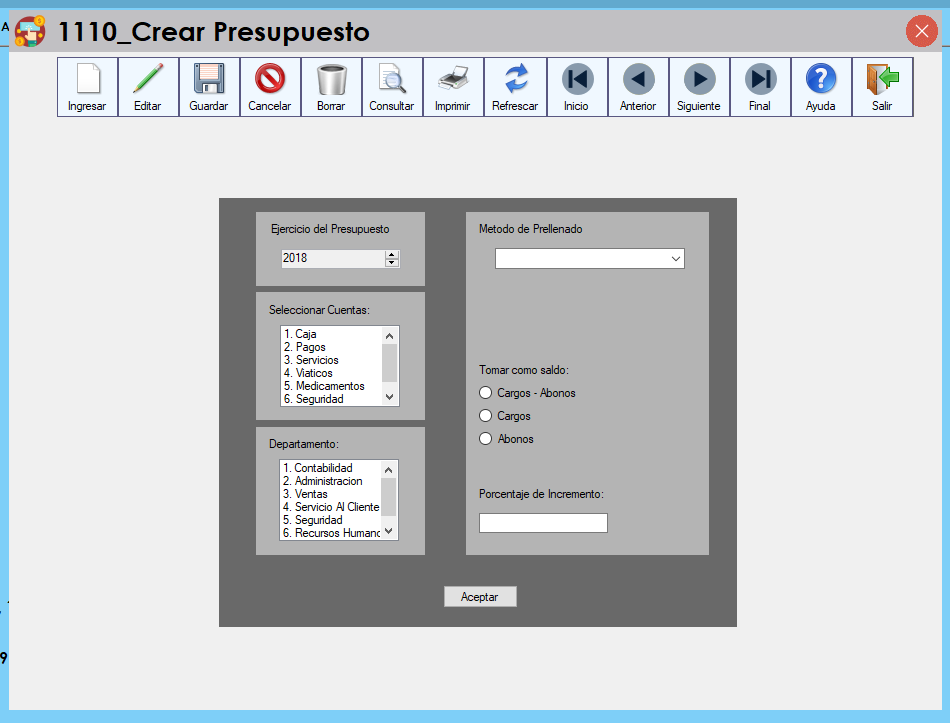 1110_Crear Presupuesto
A
Ingresar Editar Guardar Cancelar Borrar Consultar Imprimir Refrescar Inicio Anterior Siguiente Final Ayuda Salir
Ejercicio del Presupuesto
2018
Seleccionar Cuentas:
1. Caja
2. Pagos
3. Servicios
4. Viaticos
5. Medicamentos
6. Seguridad
Departamento:
1. Contabilidad
2. Administracion
3. Ventas
4. Servicio Al Cliente
5. Seguridad
6. Recursos Humanc
Metodo de Prellenado
Tomar como saldo:
Cargos - Abonos
Cargos
Abonos
Porcentaje de Incremento:
Aceptar
9